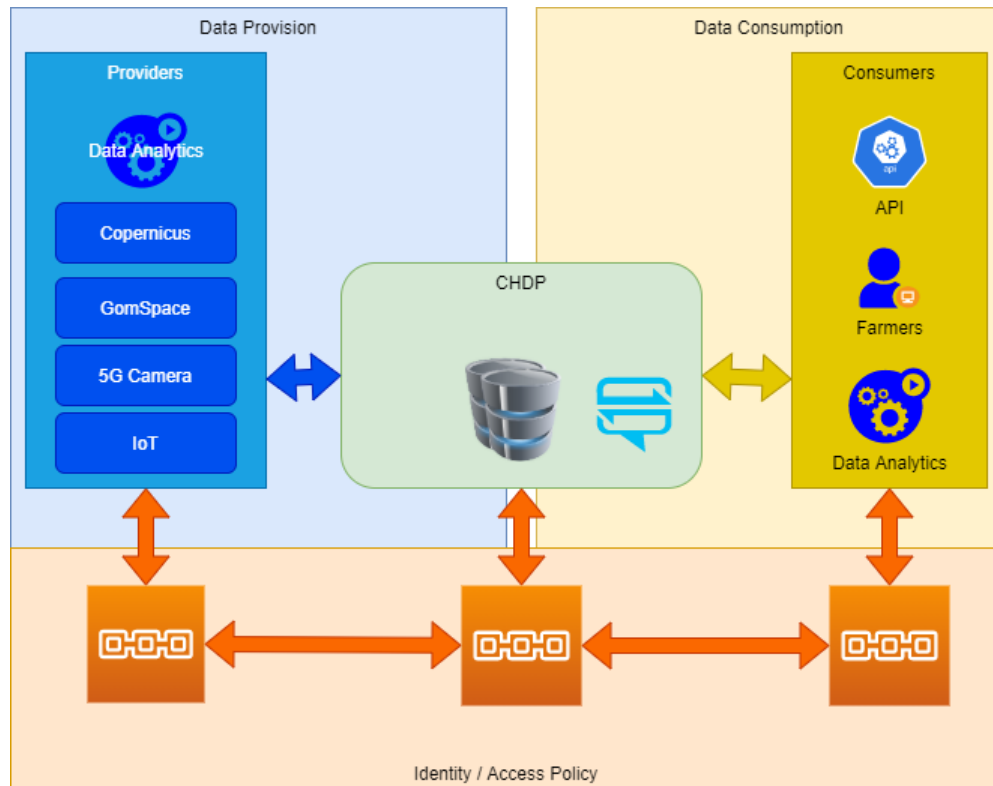 Data Provision
Data Consumption
Providers
Consumers
Data Analytics
Copernicus
GomSpace
5G Camera
IoT
CHDP
api
API
Farmers
Data Analytics
Identity / Access Policy